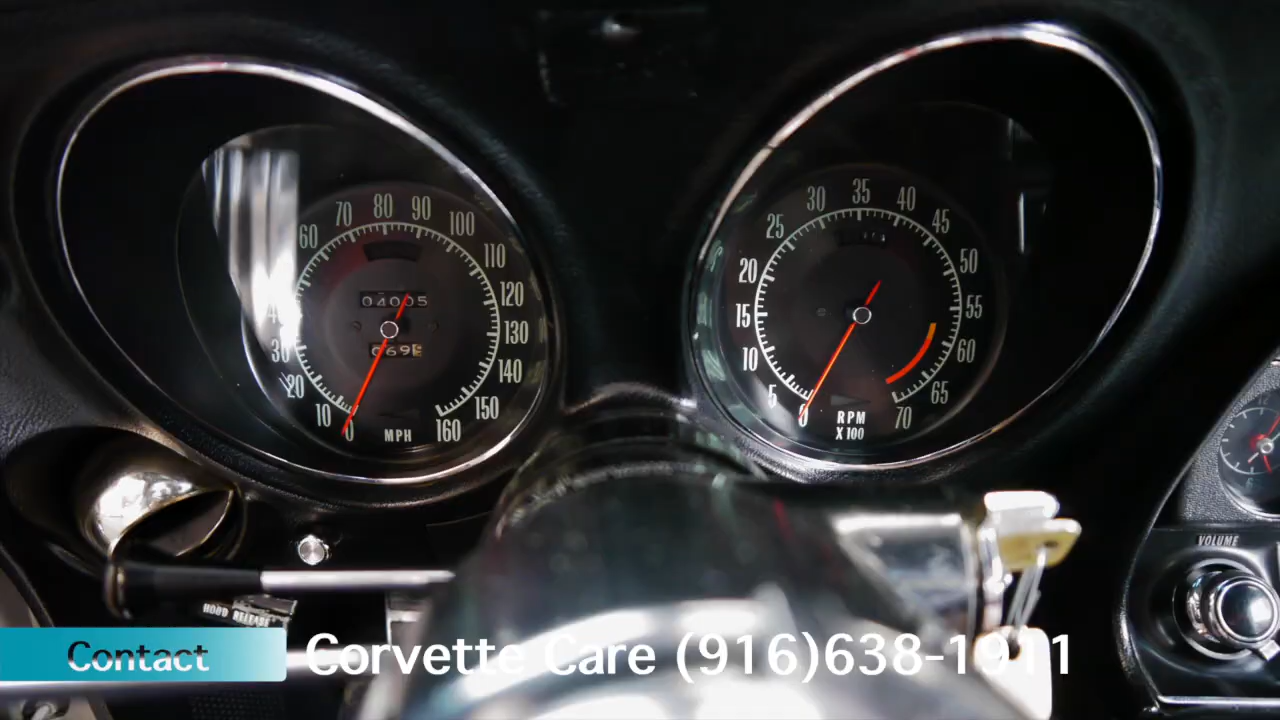 70 80 90 100
60 110
04005 120
130
30 069 140
20 150
10 0 MPH 160
30 35 40
25 45
20 50
15 55
10 60
5 65
0 RPM 70
X 100
VOLUME
HOOD RELEASE
Contact Corvette Care (916)638-1911